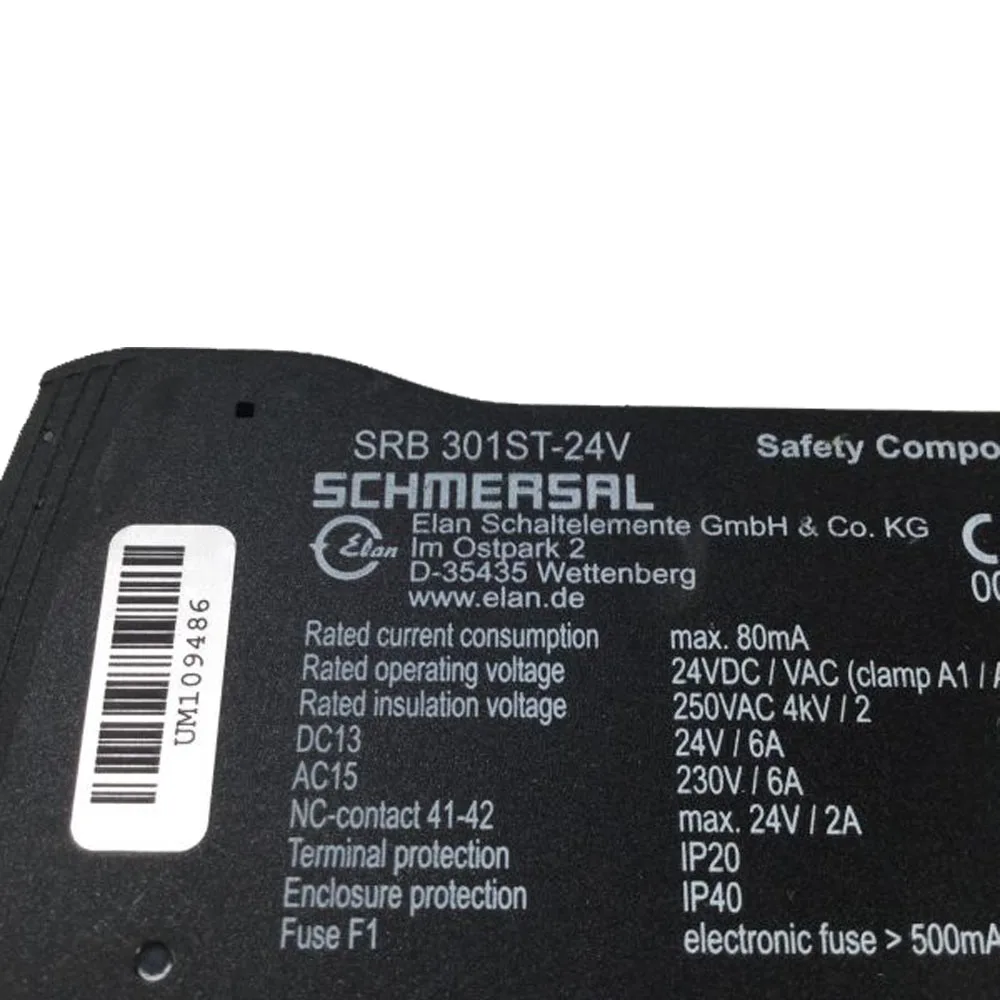 SRB 301ST-24V
Safety Compo
SCHMERSAL
Elan
Elan Schaltelemente GmbH & Co. KG
Im Ostpark 2
D-35435 Wettenberg
www.elan.de
UM109486
Rated current consumption max. 80mA
Rated operating voltage 24VDC / VAC (clamp A1 /
Rated insulation voltage 250VAC 4kV / 2
DC13 24V / 6A
AC15 230V / 6A
NC-contact 41-42 max. 24V / 2A
Terminal protection IP20
Enclosure protection IP40
Fuse F1 electronic fuse > 500mA